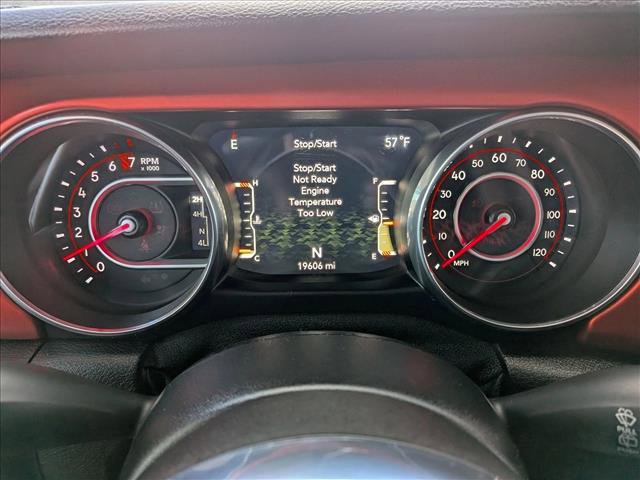 E Stop/Start 57°F
Stop/Start
Not Ready
Engine
Temperature
Too Low
H
C
F
E
N
19606 mi
RPM
x 1000
0 1 2 3 4 5 6 7
2H
4H
N
4L
0 10 20 30 40 50 60 70 80 90 100 110 120
MPH